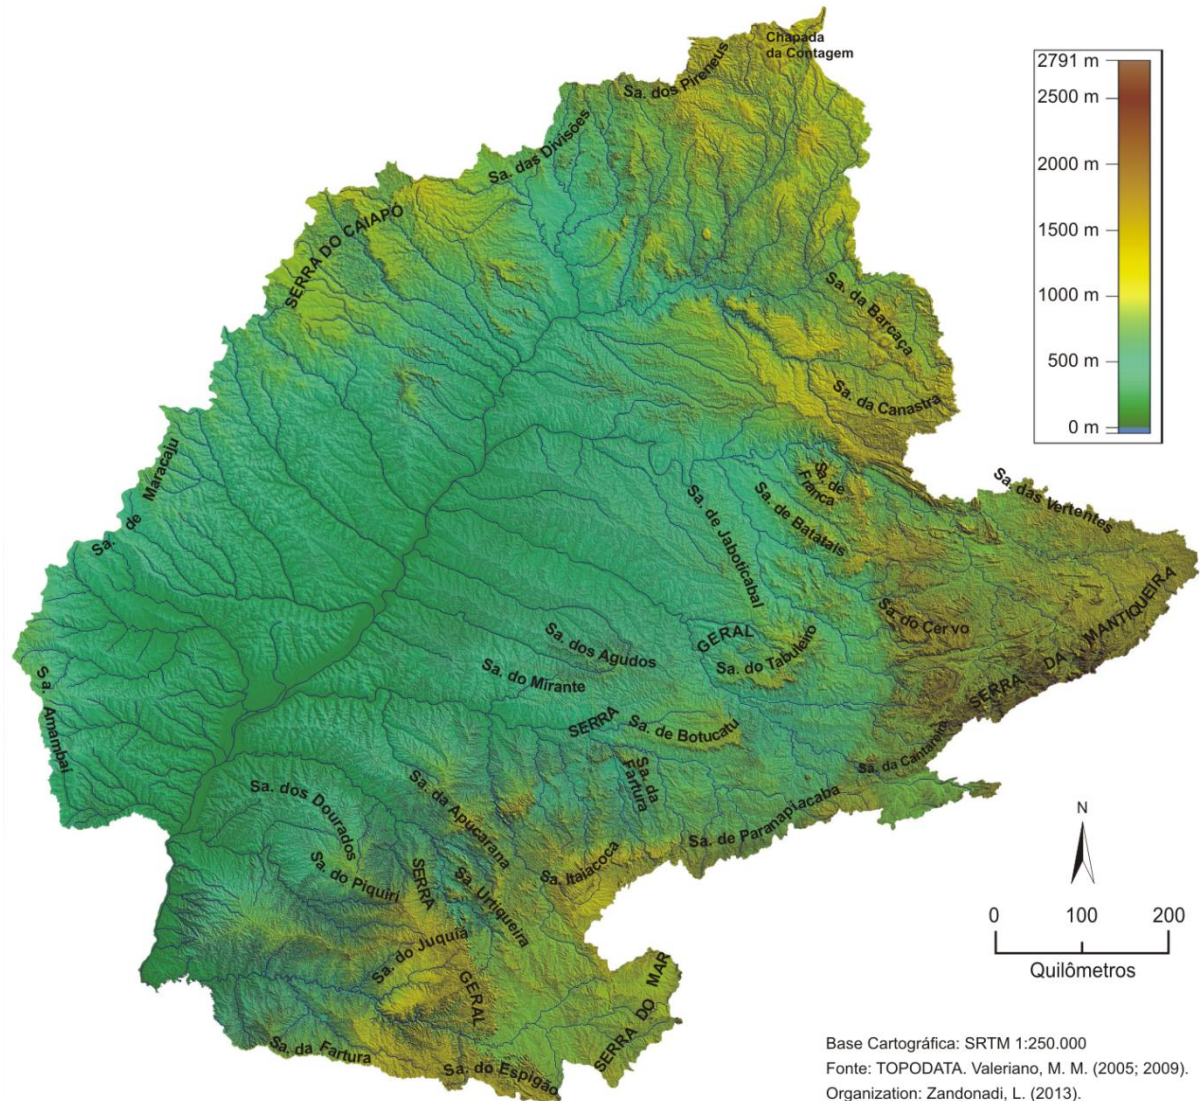 Chapada
da Contagem
Sa. dos Pireneus
Sa. das Divisões
SERRA DO CAIAPÓ
Sa. de Maracaju
Sa. Amambai
Sa. da Barcaça
Sa. da Canastra
Sa. de
Franca
Sa. de Batatais
Sa. de Jaboticabal
Sa. das Vertentes
Sa. do Cervo
SERRA DA MANTIQUEIRA
GERAL
Sa. do Tabuleiro
Sa. dos Agudos
Sa. do Mirante
SERRA
Sa. de Botucatu
Sa. da
Fartura
Sa. da Cantareira
Sa. de Paranapiacaba
Sa. dos Dourados
Sa. da Apucarana
Sa. Itaiacoca
Sa. do Piquiri
SERRA
Sa. Urtiqueira
Sa. do Juquiá
GERAL
SERRA DO MAR
Sa. da Fartura
Sa. do Espigão
2791 m
2500 m
2000 m
1500 m
1000 m
500 m
0 m
N
0 100 200
Quilômetros
Base Cartográfica: SRTM 1:250.000
Fonte: TOPODATA. Valeriano, M. M. (2005; 2009).
Organization: Zandonadi, L. (2013).